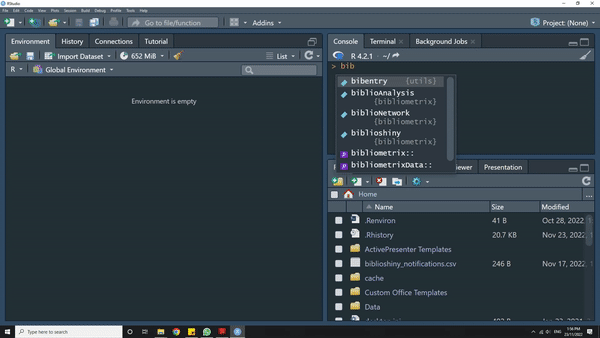 RStudio
File Edit Code View Plots Session Build Debug Profile Tools Help
Go to file/function
Addins
Project: (None)
Environment History Connections Tutorial
Import Dataset 652 MiB List
R Global Environment
Environment is empty
Console Terminal Background Jobs
R 4.2.1 · ~/
> bib
bibentry {utils}
biblioAnalysis
{bibliometrix}
biblioNetwork
{bibliometrix}
biblioshiny
{bibliometrix}
bibliometrix::
bibliometrixData::
Presentation
Home
Name Size Modified
.Renviron 41 B Oct 28, 2022
.Rhistory 20.7 KB Nov 23, 2022
ActivePresenter Templates
biblioshiny_notifications.csv 246 B Nov 17, 2022
cache
Custom Office Templates
Data
Type here to search
ENG
1:16 PM
23/11/2022